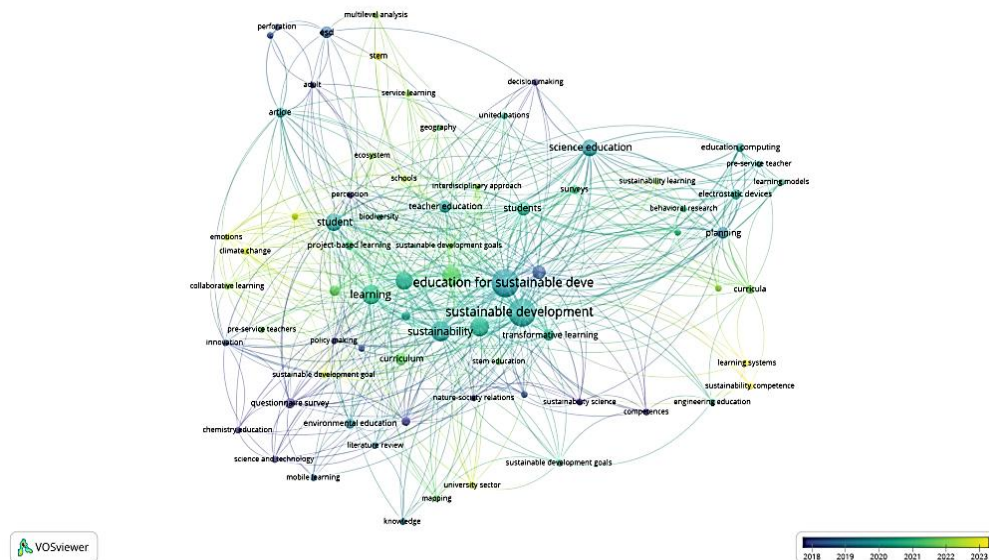 multilevel analysis
perforation
esd
stem
adult
decision making
service learning
article
united nations
geography
science education
education computing
ecosystem
pre-service teacher
schools
interdisciplinary approach
surveys
sustainability learning
learning models
perception
electrostatic devices
teacher education
students
behavioral research
student
biodiversity
planning
emotions
project-based learning
sustainable development goals
climate change
education for sustainable deve
collaborative learning
learning
curricula
sustainable development
pre-service teachers
sustainability
transformative learning
innovation
policy making
curriculum
stem education
learning systems
sustainable development goal
sustainability competence
nature-society relations
questionnaire survey
sustainability science
engineering education
competences
environmental education
chemistry education
literature review
science and technology
sustainable development goals
mobile learning
university sector
mapping
knowledge
VOSviewer
2018 2019 2020 2021 2022 2023